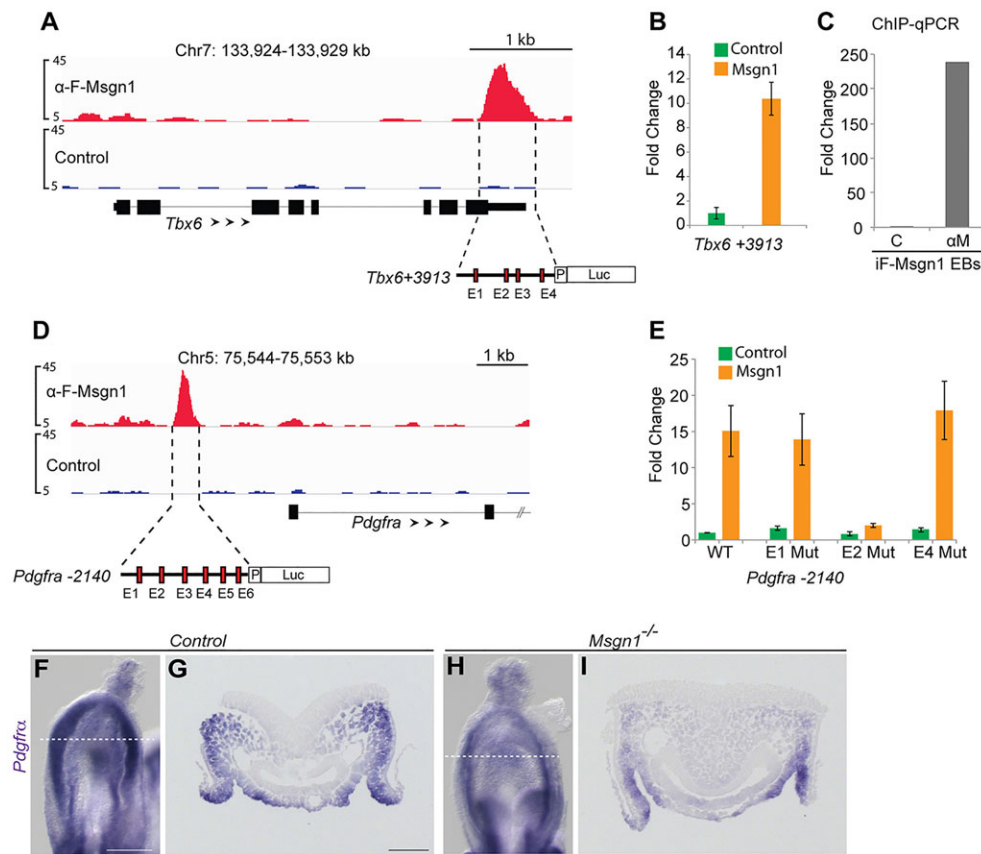 A
Chr7: 133,924-133,929 kb
1 kb
45
α-F-Msgn1
5
45
Control
5
Tbx6
Tbx6+3913
P
Luc
E1 E2 E3 E4
B
Control
Msgn1
Fold Change
14
12
10
8
6
4
2
0
Tbx6 +3913
C
ChIP-qPCR
Fold Change
250
200
150
100
50
0
C αM
iF-Msgn1 EBs
D
Chr5: 75,544-75,553 kb
1 kb
45
α-F-Msgn1
5
45
Control
5
Pdgfra
//
Pdgfra -2140
P
Luc
E1 E2 E3 E4 E5 E6
E
Control
Msgn1
Fold Change
25
20
15
10
5
0
WT E1 Mut E2 Mut E4 Mut
Pdgfra -2140
Control
Msgn1-/-
Pdgfrα
F
G
H
I